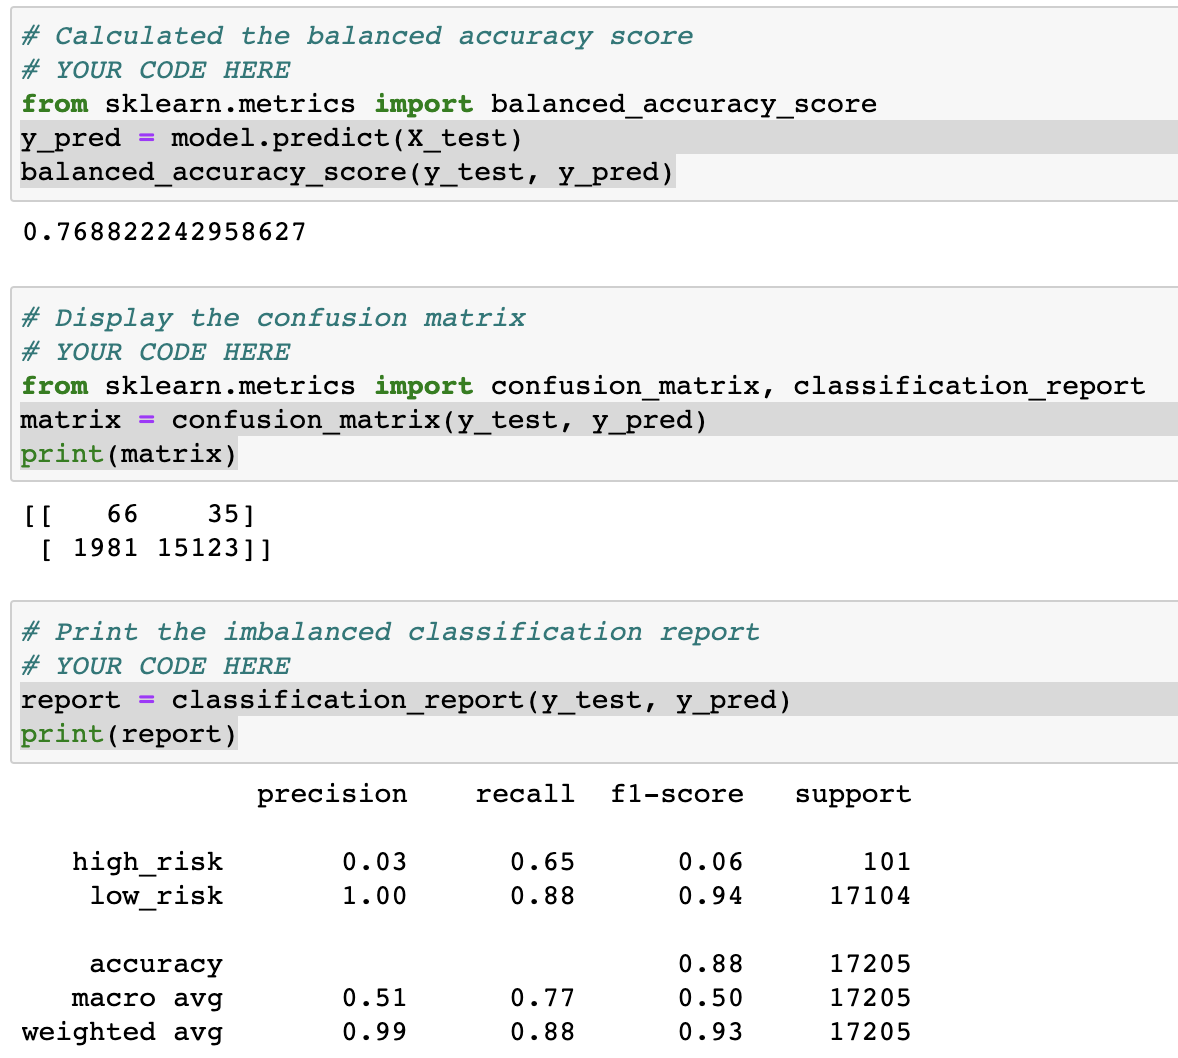 # Calculated the balanced accuracy score
# YOUR CODE HERE
from sklearn.metrics import balanced_accuracy_score
y_pred = model.predict(X_test)
balanced_accuracy_score(y_test, y_pred)
0.768822242958627
# Display the confusion matrix
# YOUR CODE HERE
from sklearn.metrics import confusion_matrix, classification_report
matrix = confusion_matrix(y_test, y_pred)
print(matrix)
[[   66    35]
 [ 1981 15123]]
# Print the imbalanced classification report
# YOUR CODE HERE
report = classification_report(y_test, y_pred)
print(report)
              precision    recall  f1-score   support
   high_risk       0.03      0.65      0.06       101
    low_risk       1.00      0.88      0.94     17104
    accuracy                           0.88     17205
   macro avg       0.51      0.77      0.50     17205
weighted avg       0.99      0.88      0.93     17205